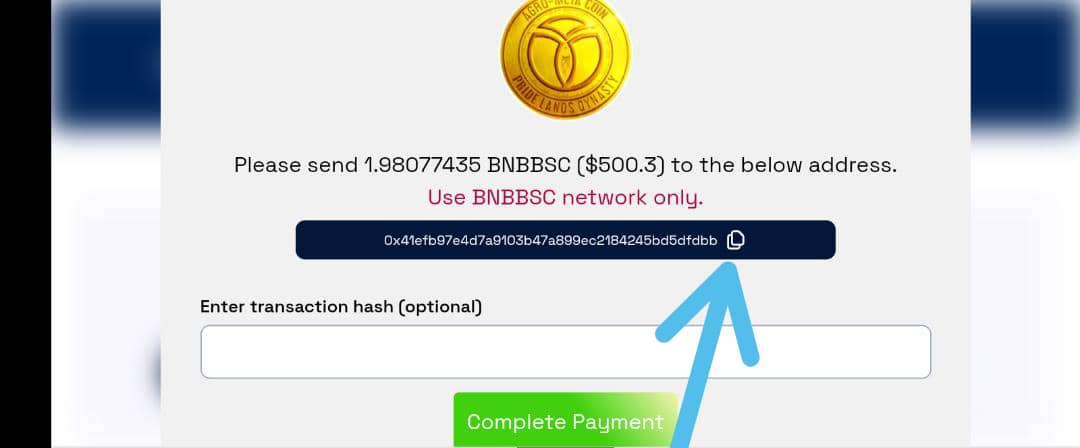 AGRO-META COIN
PRIDE LANDS DYNASTY
Please send 1.98077435 BNBBSC ($500.3) to the below address.
Use BNBBSC network only.
0x41efb97e4d7a9103b47a899ec2184245bd5dfdbb
Enter transaction hash (optional)
Complete Payment